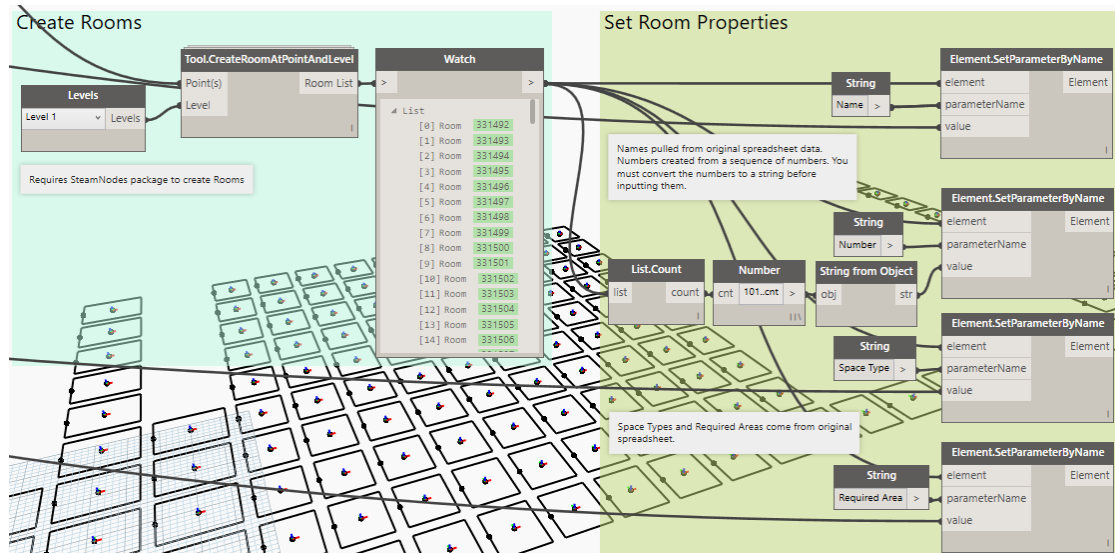 Create Rooms
Tool.CreateRoomAtPointAndLevel
Point(s)
Room List
Level
Levels
Level 1
Levels
Requires SteamNodes package to create Rooms
Watch
>
>
List
[0] Room 331492
[1] Room 331493
[2] Room 331494
[3] Room 331495
[4] Room 331496
[5] Room 331497
[6] Room 331498
[7] Room 331499
[8] Room 331500
[9] Room 331501
[10] Room 331502
[11] Room 331503
[12] Room 331504
[13] Room 331505
[14] Room 331506
Set Room Properties
String
Name >
Element.SetParameterByName
element
Element
parameterName
value
Names pulled from original spreadsheet data.
Numbers created from a sequence of numbers. You
must convert the numbers to a string before
inputting them.
String
Number >
Element.SetParameterByName
element
Element
parameterName
value
List.Count
list
count
Number
cnt 101..cnt >
String from Object
obj
str
String
Space Type >
Element.SetParameterByName
element
Element
parameterName
value
Space Types and Required Areas come from original
spreadsheet.
String
Required Area >
Element.SetParameterByName
element
Element
parameterName
value